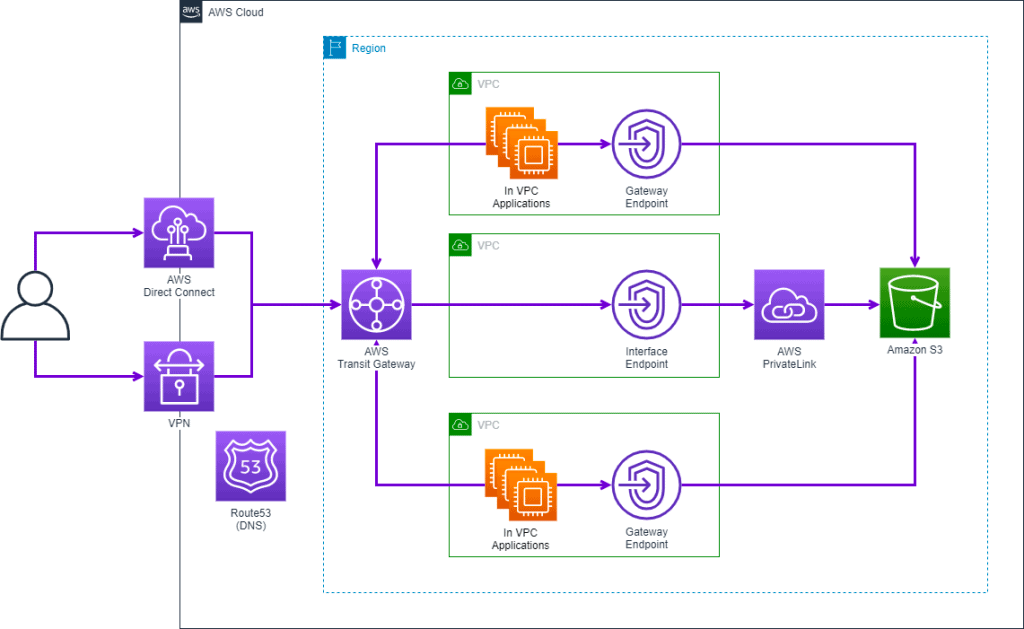 aws
AWS Cloud
Region
VPC
In VPC
Applications
Gateway
Endpoint
VPC
AWS
Direct Connect
AWS
Transit Gateway
Interface
Endpoint
AWS
PrivateLink
Amazon S3
VPN
VPC
53
Route53
(DNS)
In VPC
Applications
Gateway
Endpoint